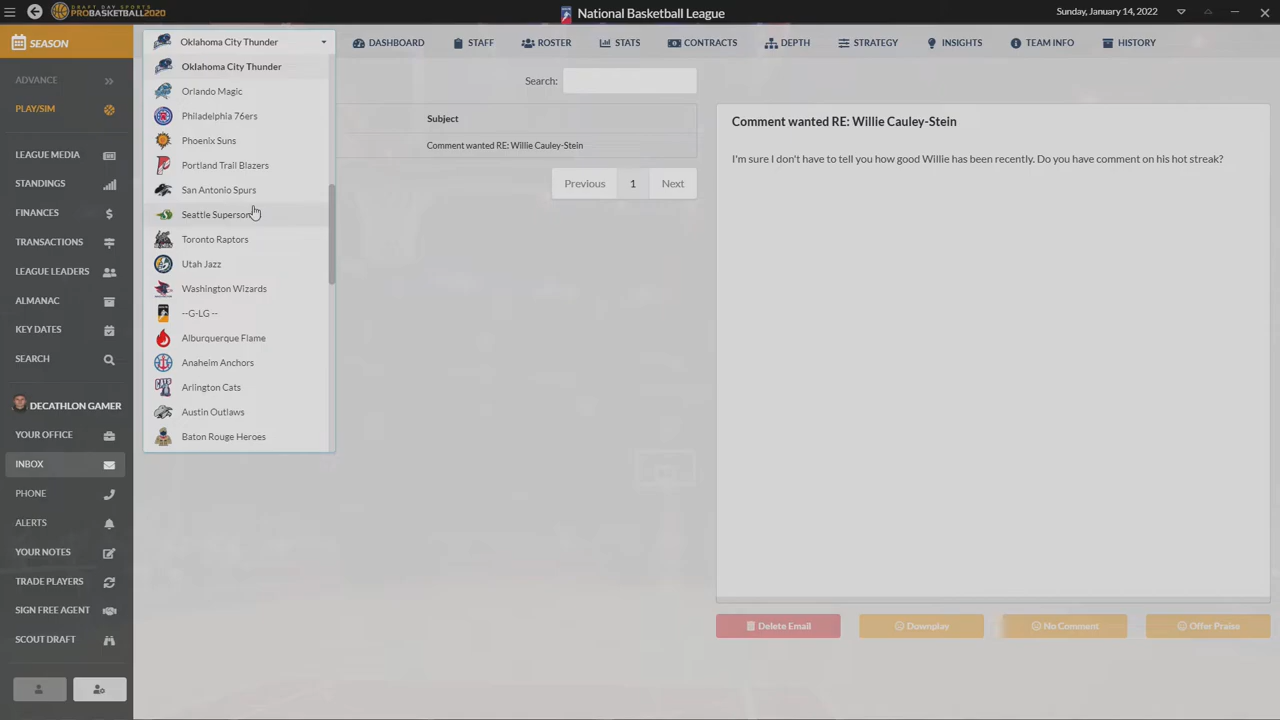 DRAFT DAY SPORTS
PROBASKETBALL2020
National Basketball League
Sunday, January 14, 2022
SEASON
Oklahoma City Thunder
DASHBOARD
STAFF
ROSTER
STATS
CONTRACTS
DEPTH
STRATEGY
INSIGHTS
TEAM INFO
HISTORY
ADVANCE
PLAY/SIM
LEAGUE MEDIA
STANDINGS
FINANCES
TRANSACTIONS
LEAGUE LEADERS
ALMANAC
KEY DATES
SEARCH
DECATHLON GAMER
YOUR OFFICE
INBOX
PHONE
ALERTS
YOUR NOTES
TRADE PLAYERS
SIGN FREE AGENT
SCOUT DRAFT
Oklahoma City Thunder
Orlando Magic
Philadelphia 76ers
Phoenix Suns
Portland Trail Blazers
San Antonio Spurs
Seattle Superson
Toronto Raptors
Utah Jazz
Washington Wizards
--G-LG --
Alburquerque Flame
Anaheim Anchors
Arlington Cats
Austin Outlaws
Baton Rouge Heroes
Search:
Subject
Comment wanted RE: Willie Cauley-Stein
Previous
1
Next
Comment wanted RE: Willie Cauley-Stein
I'm sure I don't have to tell you how good Willie has been recently. Do you have comment on his hot streak?
Delete Email
Downplay
No Comment
Offer Praise